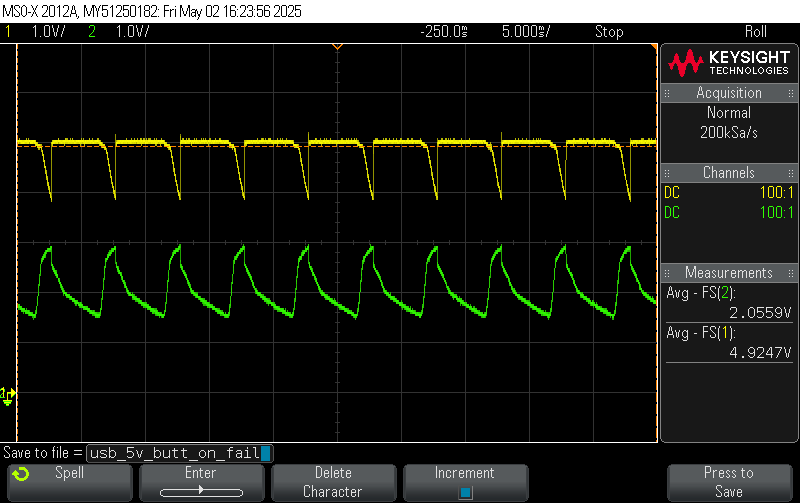 MSO-X 2012A, MY51250182: Fri May 02 16:23:56 2025
1 1.0V/ 2 1.0V/ -250.0ms 5.000s/ Stop Roll
KEYSIGHT
TECHNOLOGIES
Acquisition
Normal
200kSa/s
Channels
DC 100:1
DC 100:1
Measurements
Avg - FS(2):
2.0559V
Avg - FS(1):
4.9247V
Save to file = usb_5v_butt_on_fail
Spell
Enter
Delete
Character
Increment
Press to
Save